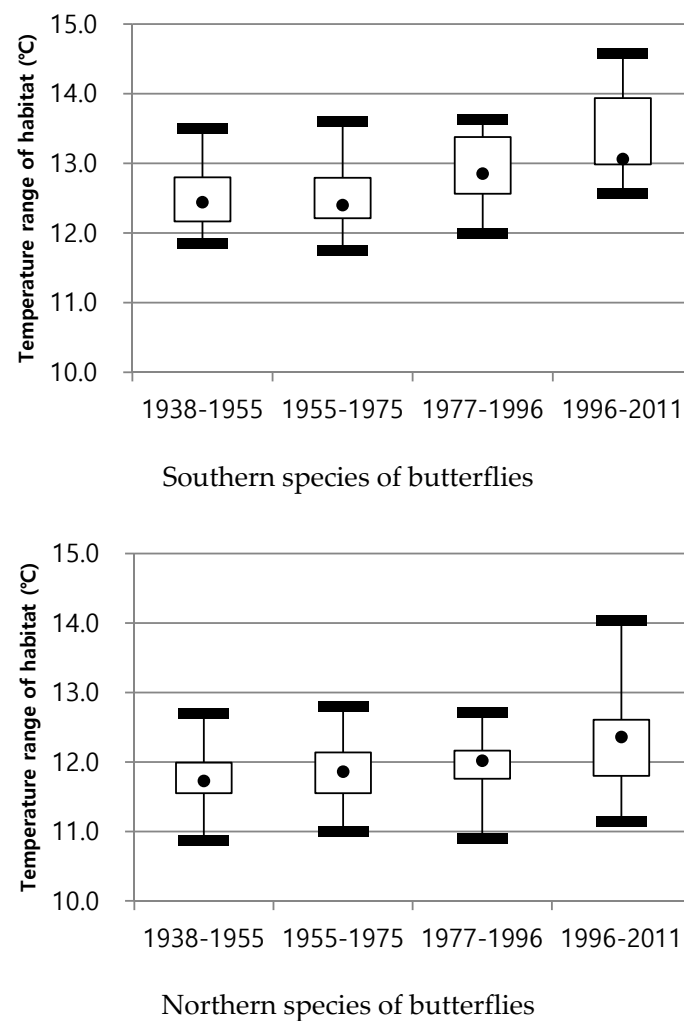 Temperature range of habitat (℃)
15.0
14.0
13.0
12.0
11.0
10.0
1938-1955 1955-1975 1977-1996 1996-2011
Southern species of butterflies
Temperature range of habitat (℃)
15.0
14.0
13.0
12.0
11.0
10.0
1938-1955 1955-1975 1977-1996 1996-2011
Northern species of butterflies